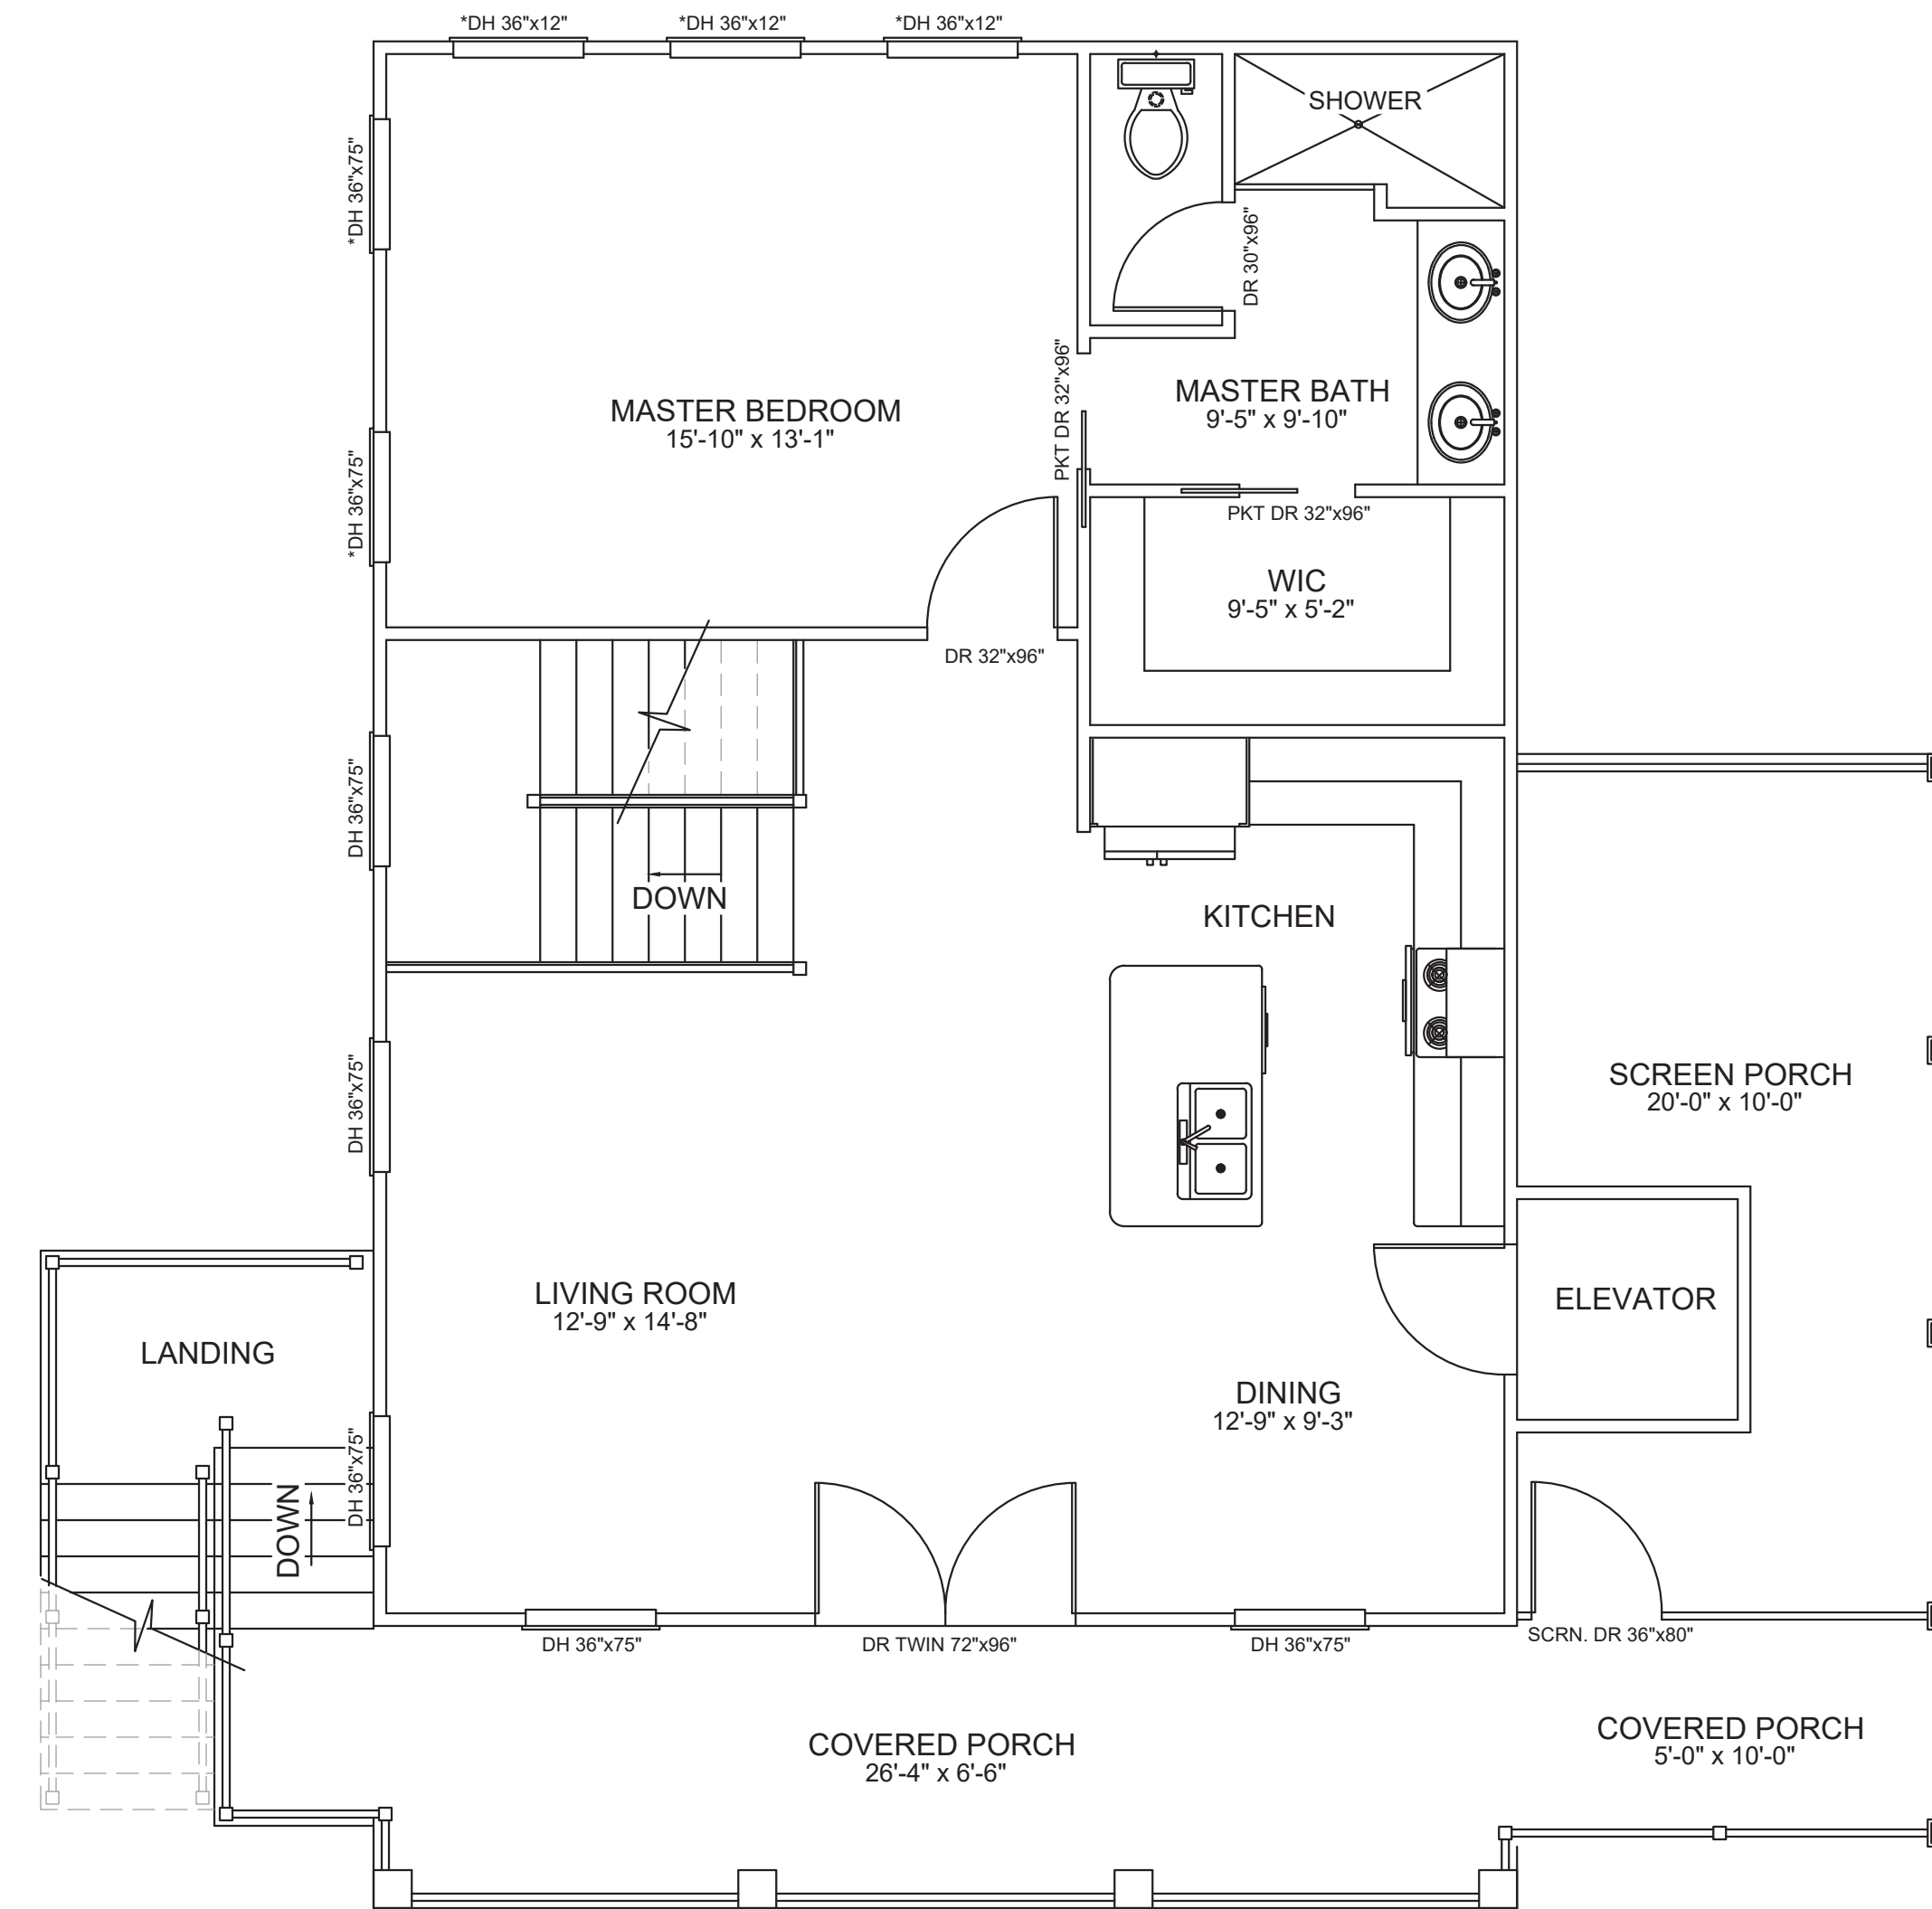 *DH 36"x12"
*DH 36"x12"
*DH 36"x12"
SHOWER
*DH 36"x75"
DR 30"x96"
PKT DR 32"x96"
MASTER BEDROOM
15'-10" x 13'-1"
MASTER BATH
9'-5" x 9'-10"
*DH 36"x75"
PKT DR 32"x96"
WIC
9'-5" x 5'-2"
DR 32"x96"
DH 36"x75"
DOWN
KITCHEN
DH 36"x75"
SCREEN PORCH
20'-0" x 10'-0"
LIVING ROOM
12'-9" x 14'-8"
ELEVATOR
LANDING
DINING
12'-9" x 9'-3"
DH 36"x75"
DOWN
DH 36"x75"
DR TWIN 72"x96"
DH 36"x75"
SCRN. DR 36"x80"
COVERED PORCH
26'-4" x 6'-6"
COVERED PORCH
5'-0" x 10'-0"